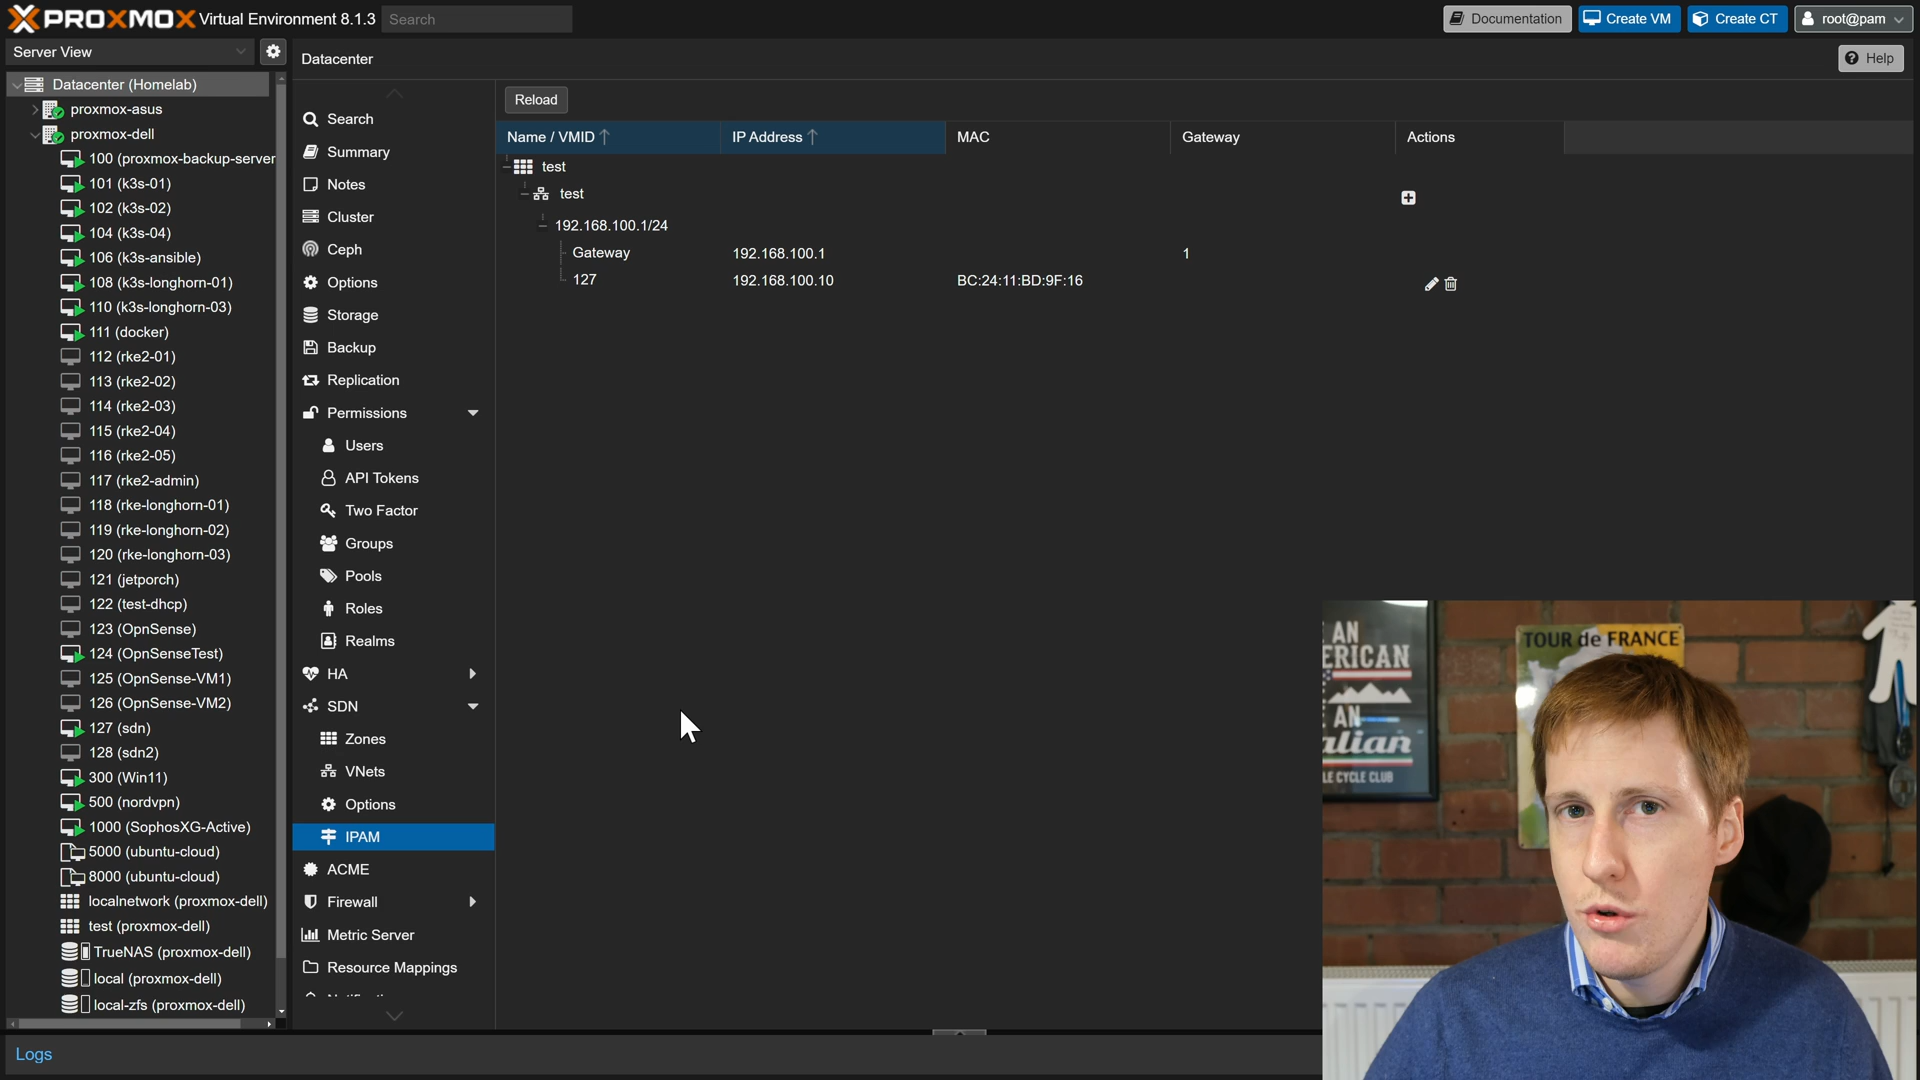 PROXMOX Virtual Environment 8.1.3
Search
Documentation
Create VM
Create CT
root@pam
Server View
Datacenter
Help
Datacenter (Homelab)
proxmox-asus
proxmox-dell
100 (proxmox-backup-server
101 (k3s-01)
102 (k3s-02)
104 (k3s-04)
106 (k3s-ansible)
108 (k3s-longhorn-01)
110 (k3s-longhorn-03)
111 (docker)
112 (rke2-01)
113 (rke2-02)
114 (rke2-03)
115 (rke2-04)
116 (rke2-05)
117 (rke2-admin)
118 (rke-longhorn-01)
119 (rke-longhorn-02)
120 (rke-longhorn-03)
121 (jetporch)
122 (test-dhcp)
123 (OpnSense)
124 (OpnSenseTest)
125 (OpnSense-VM1)
126 (OpnSense-VM2)
127 (sdn)
128 (sdn2)
300 (Win11)
500 (nordvpn)
1000 (SophosXG-Active)
5000 (ubuntu-cloud)
8000 (ubuntu-cloud)
localnetwork (proxmox-dell)
test (proxmox-dell)
TrueNAS (proxmox-dell)
local (proxmox-dell)
local-zfs (proxmox-dell)
Search
Summary
Notes
Cluster
Ceph
Options
Storage
Backup
Replication
Permissions
Users
API Tokens
Two Factor
Groups
Pools
Roles
Realms
HA
SDN
Zones
VNets
Options
IPAM
ACME
Firewall
Metric Server
Resource Mappings
Reload
Name / VMID IP Address MAC Gateway Actions
test
test
192.168.100.1/24
Gateway 192.168.100.1 1
127 192.168.100.10 BC:24:11:BD:9F:16
AN
ERICAN
AN
alian
LE CYCLE CLUB
TOUR de FRANCE
Logs